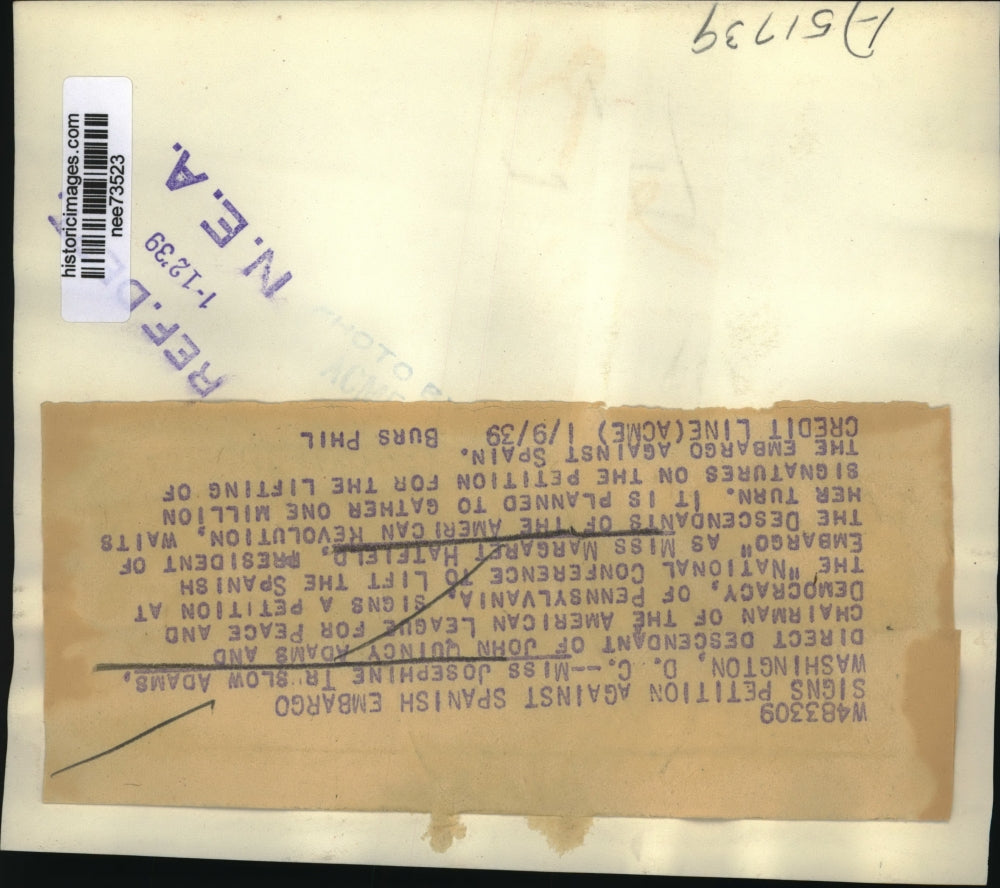 A51739
historicimages.com
nee73523
N.E.A.
1-12'39
REF.DE
PHOTO
ACME
W483309
SIGNS PETITION AGAINST SPANISH EMBARGO
WASHINGTON, D. C.--MISS JOSEPHINE TRUSLOW ADAMS,
DIRECT DESCENDANT OF JOHN QUINCY ADAMS AND
CHAIRMAN OF THE AMERICAN LEAGUE FOR PEACE AND
DEMOCRACY, OF PENNSYLVANIA, SIGNS A PETITION AT
THE "NATIONAL CONFERENCE TO LIFT THE SPANISH
EMBARGO" AS MISS MARGARET HATFIELD, PRESIDENT OF
THE DESCENDANTS OF THE AMERICAN REVOLUTION, WAITS
HER TURN. IT IS PLANNED TO GATHER ONE MILLION
SIGNATURES ON THE PETITION FOR THE LIFTING OF
THE EMBARGO AGAINST SPAIN.
CREDIT LINE(ACME) 1/9/39 BURS PHIL